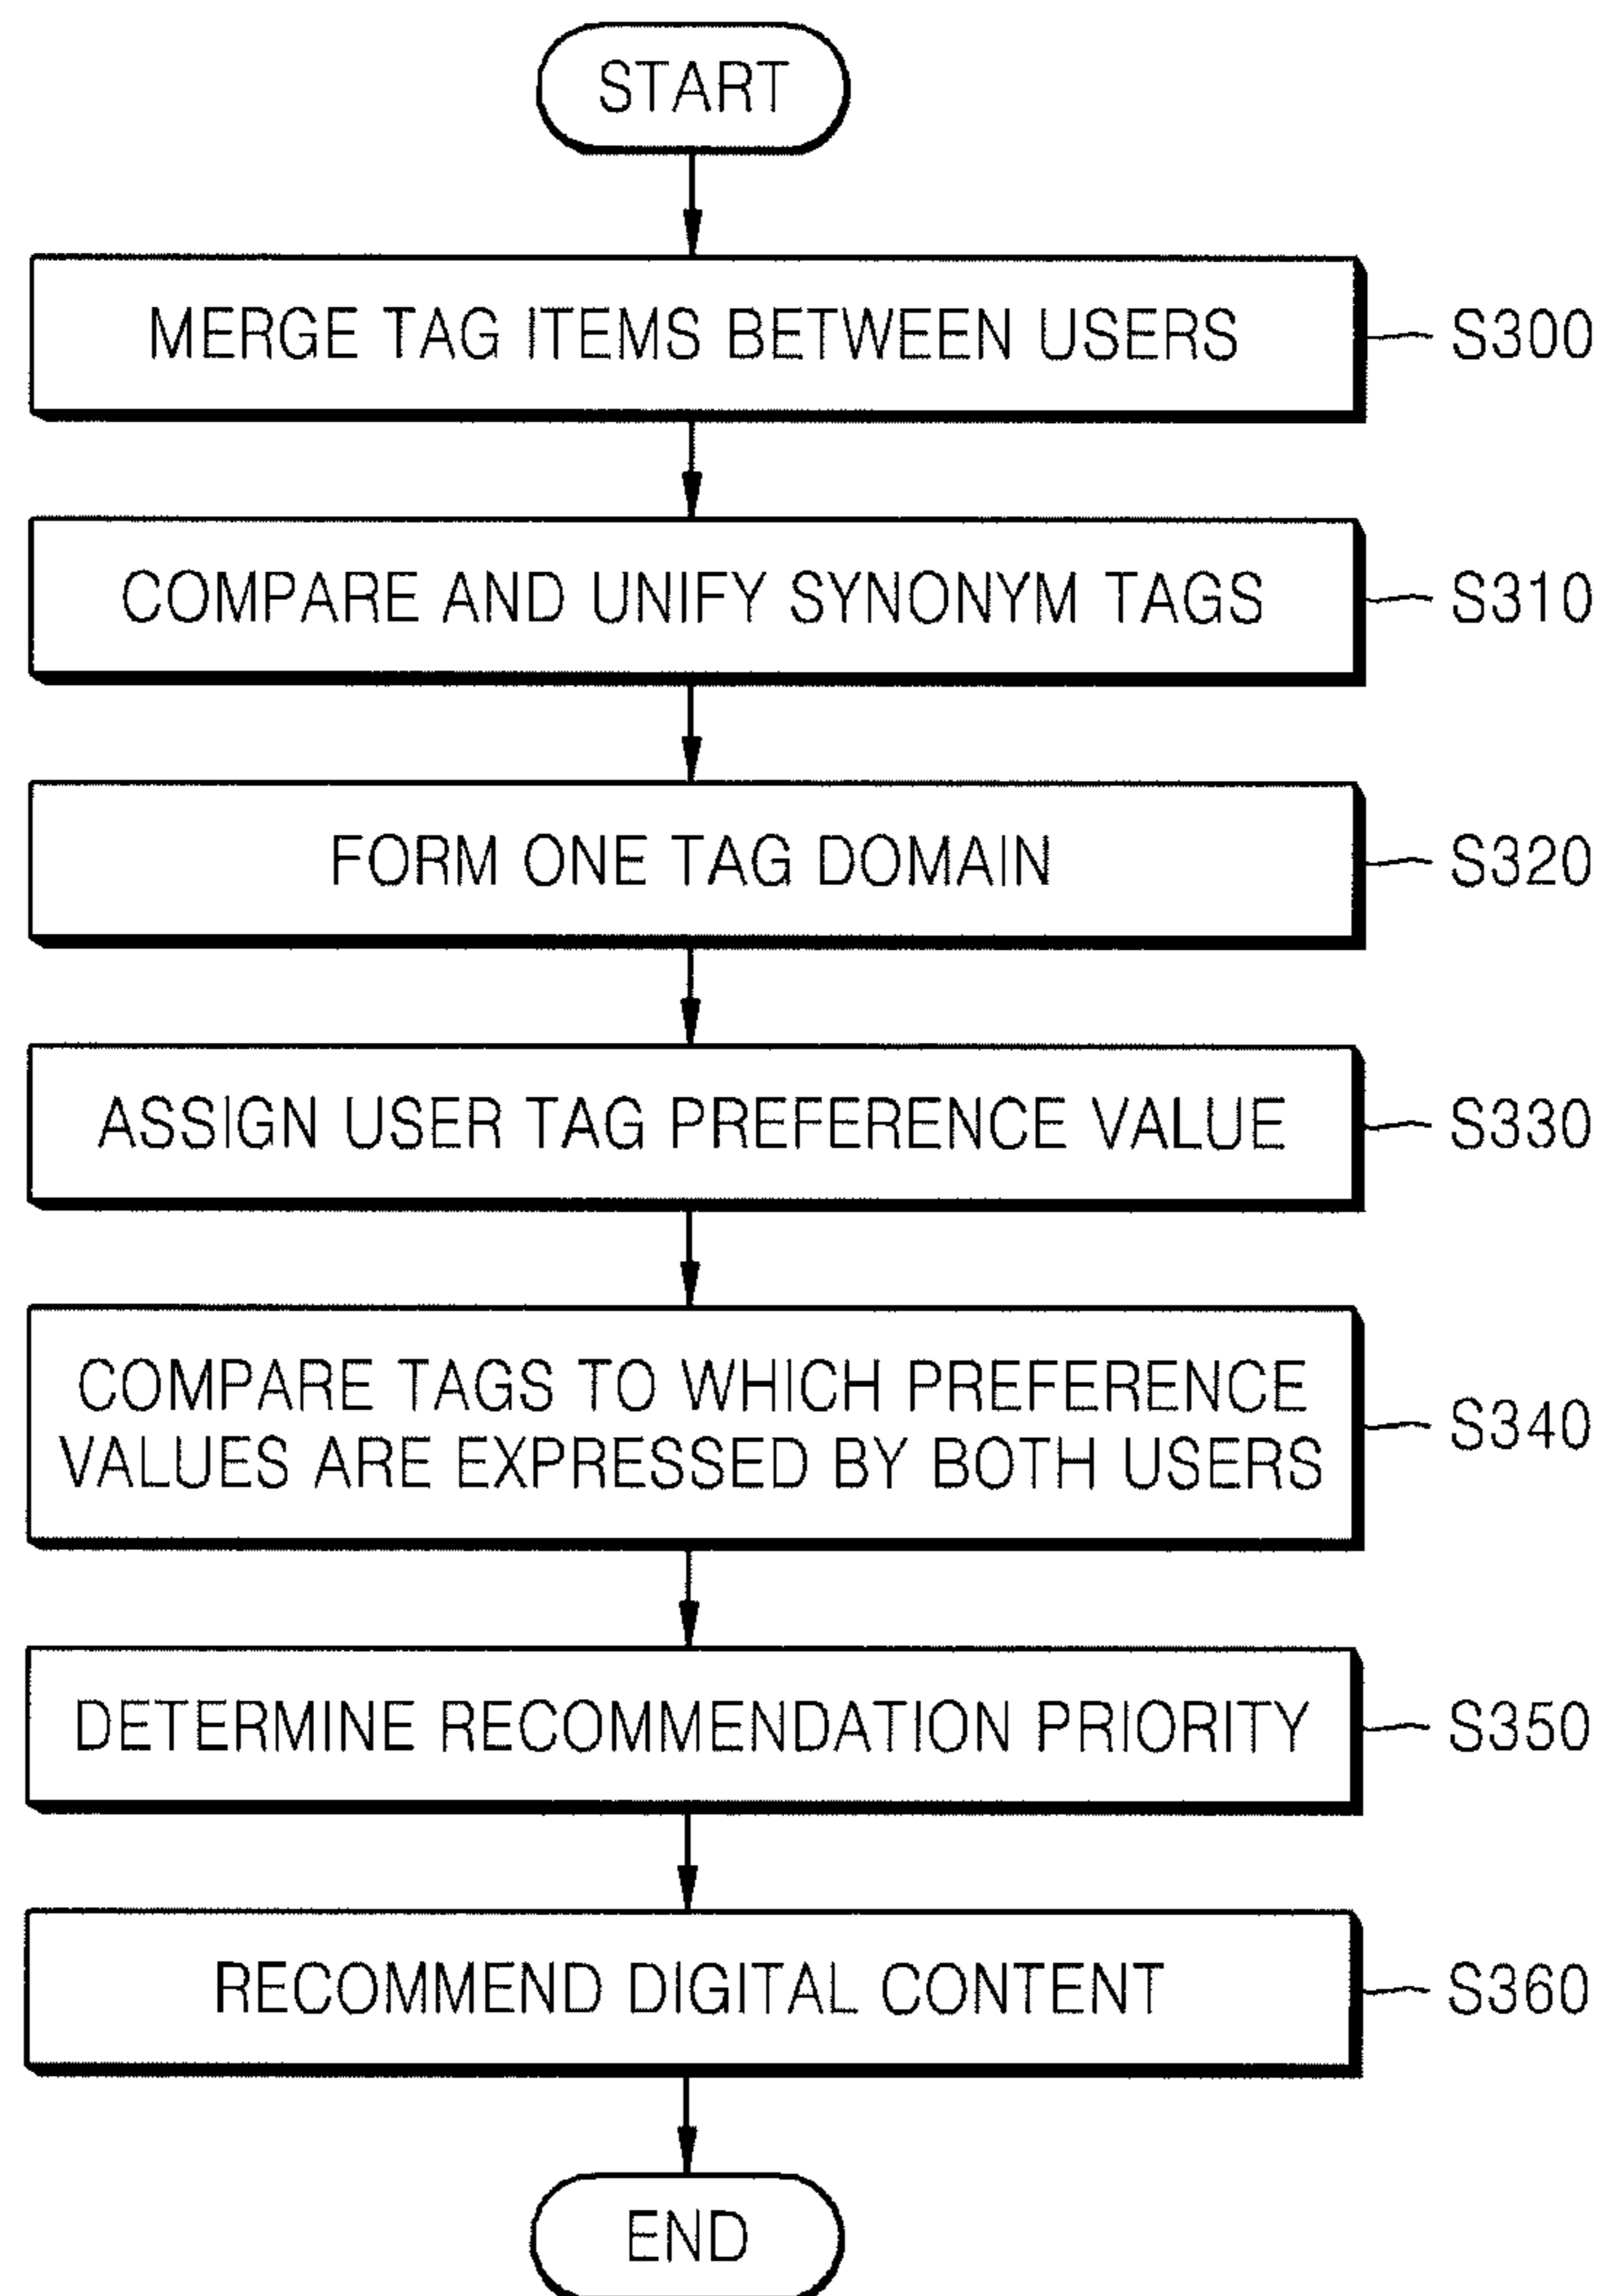 START
MERGE TAG ITEMS BETWEEN USERS
S300
COMPARE AND UNIFY SYNONYM TAGS
S310
FORM ONE TAG DOMAIN
S320
ASSIGN USER TAG PREFERENCE VALUE
S330
COMPARE TAGS TO WHICH PREFERENCE
VALUES ARE EXPRESSED BY BOTH USERS
S340
DETERMINE RECOMMENDATION PRIORITY
S350
RECOMMEND DIGITAL CONTENT
S360
END